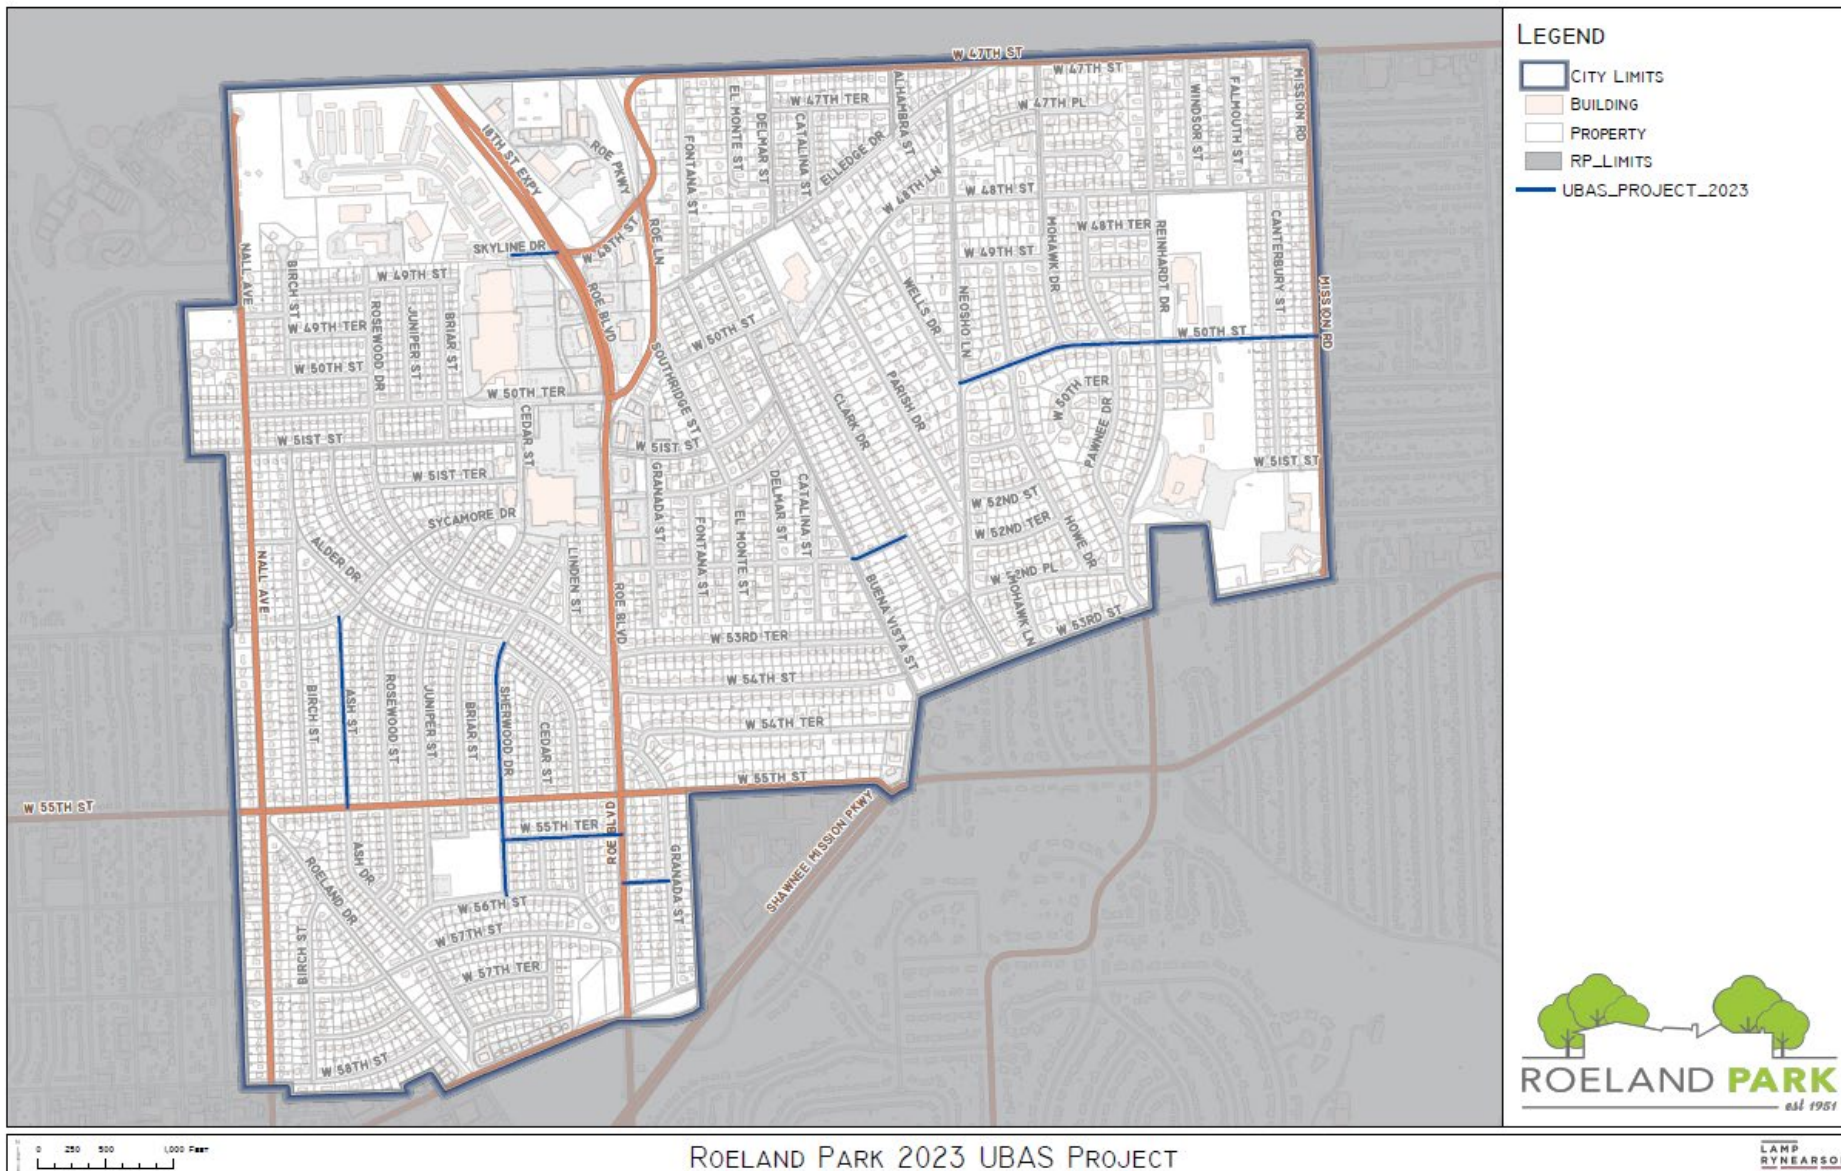 LEGEND
CITY LIMITS
BUILDING
PROPERTY
RP_LIMITS
UBAS_PROJECT_2023
W 47TH ST
W 47TH ST
MISSION RD
W 47TH TER
W 47TH PL
ALHAMBRA ST
WINDSOR ST
FALMOUTH ST
EL MONTE ST
DELMAR ST
CATALINA ST
FONTANA ST
ELLEDGE DR
18TH ST EXPY
ROE PKWY
W 48TH LN
W 48TH ST
W 48TH ST
W 48TH TER
MOHAWK DR
REINHARDT DR
CANTERBURY ST
ROE LN
SKYLINE DR
NALL AVE
BIRCH ST
W 49TH ST
W 49TH ST
W 49TH TER
ROSEWOOD DR
JUNIPER ST
BRIAR ST
ROE BLVD
WELLS DR
NEOSHO LN
MISSION RD
W 50TH ST
W 50TH ST
W 50TH ST
SOUTHRIDGE ST
PARISH DR
CLARK DR
W 50TH TER
W 50TH TER
PAWNEE DR
CEDAR ST
W 51ST ST
W 51ST ST
W 51ST ST
W 51ST TER
GRANADA ST
DELMAR ST
CATALINA ST
SYCAMORE DR
FONTANA ST
EL MONTE ST
W 52ND ST
W 52ND TER
HOWE DR
W 52ND PL
MOHAWK LN
W 53RD ST
ALDER DR
NALL AVE
LINDEN ST
ROE BLVD
BUENA VISTA ST
W 53RD TER
W 54TH ST
W 54TH TER
BIRCH ST
ASH ST
ROSEWOOD ST
JUNIPER ST
BRIAR ST
SHERWOOD DR
CEDAR ST
W 55TH ST
W 55TH ST
W 55TH TER
ROE BLVD
GRANADA ST
SHAWNEE MISSION PKWY
ASH DR
ROELAND DR
W 56TH ST
W 57TH ST
W 57TH TER
BIRCH ST
W 58TH ST
ROELAND PARK
est 1951
0 250 500 1,000 FEET
ROELAND PARK 2023 UBAS PROJECT
LAMP
RYNEARSON